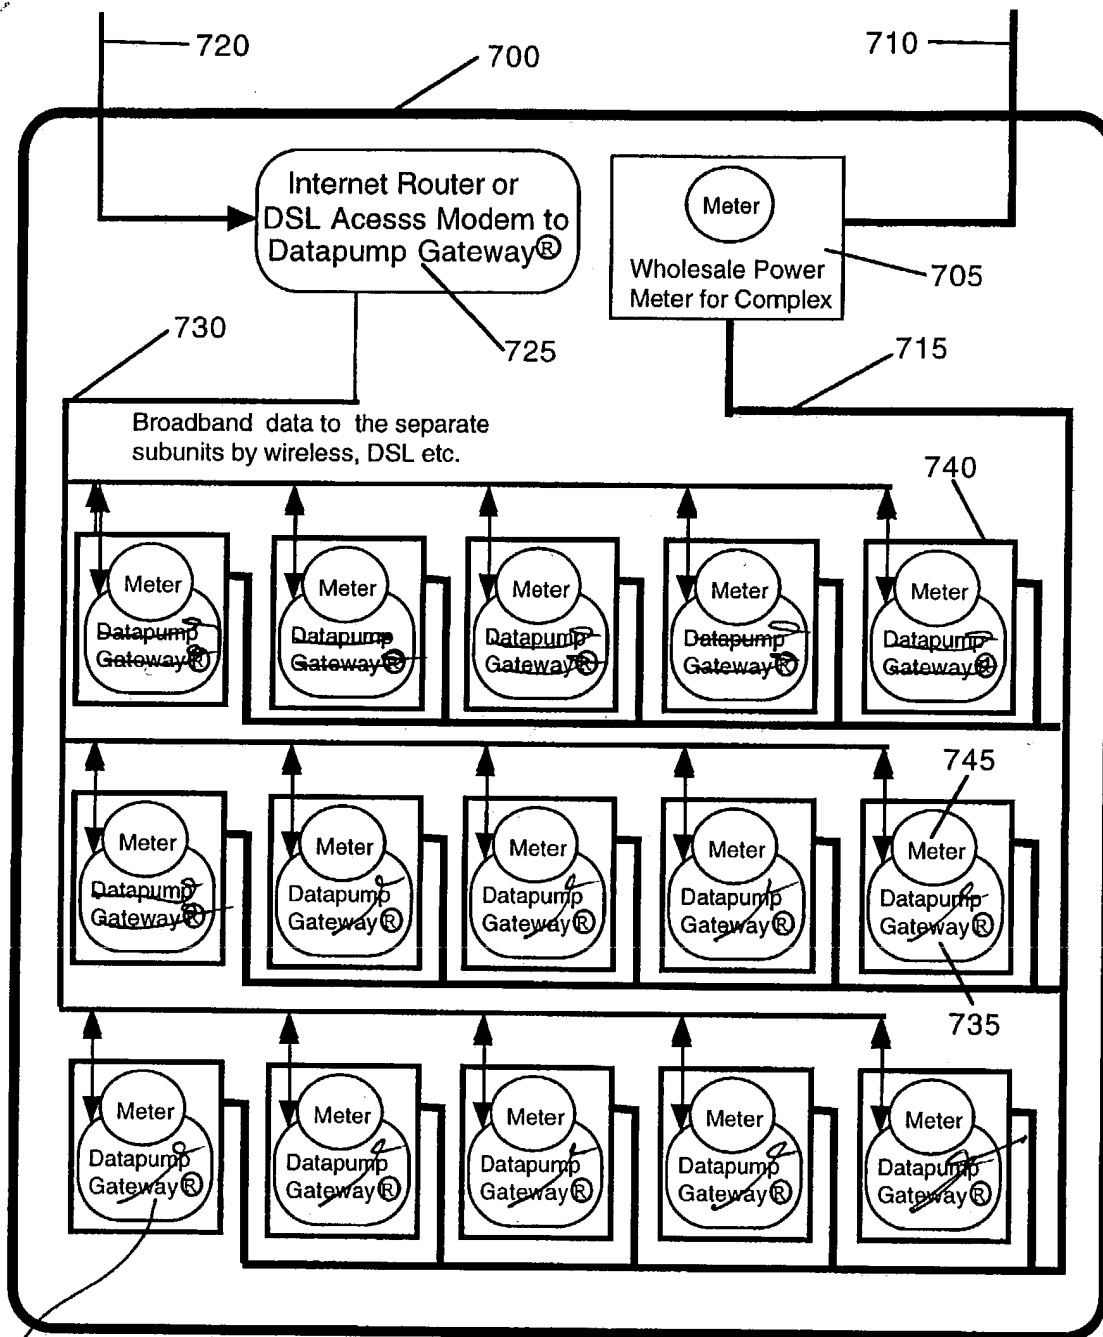 720
710
700
Internet Router or
DSL Acesss Modem to
Datapump Gateway®
Meter
Wholesale Power
Meter for Complex
705
730
725
715
Broadband data to the separate
subunits by wireless, DSL etc.
740
Meter
Datapump
Gateway®
Meter
Datapump
Gateway®
Meter
Datapump
Gateway®
Meter
Datapump
Gateway®
Meter
Datapump
Gateway®
745
Meter
Datapump
Gateway®
Meter
Datapump
Gateway®
Meter
Datapump
Gateway®
Meter
Datapump
Gateway®
Meter
Datapump
Gateway®
735
Meter
Datapump
Gateway®
Meter
Datapump
Gateway®
Meter
Datapump
Gateway®
Meter
Datapump
Gateway®
Meter
Datapump
Gateway®